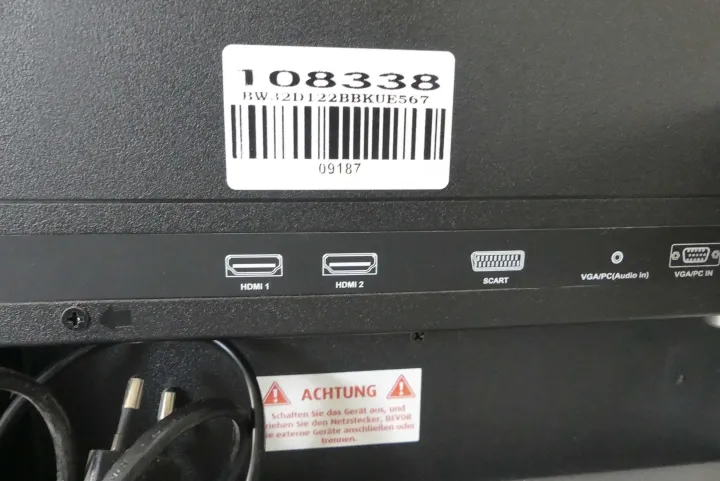 108338
BW32D122BBKUE567
09187
HDMI 1
HDMI 2
SCART
VGA/PC(Audio in)
VGA/PC IN
ACHTUNG
Schalten Sie das Gerät aus, und
ziehen Sie den Netzstecker, BEVOR
ie externe Geräte anschließen oder
trennen.